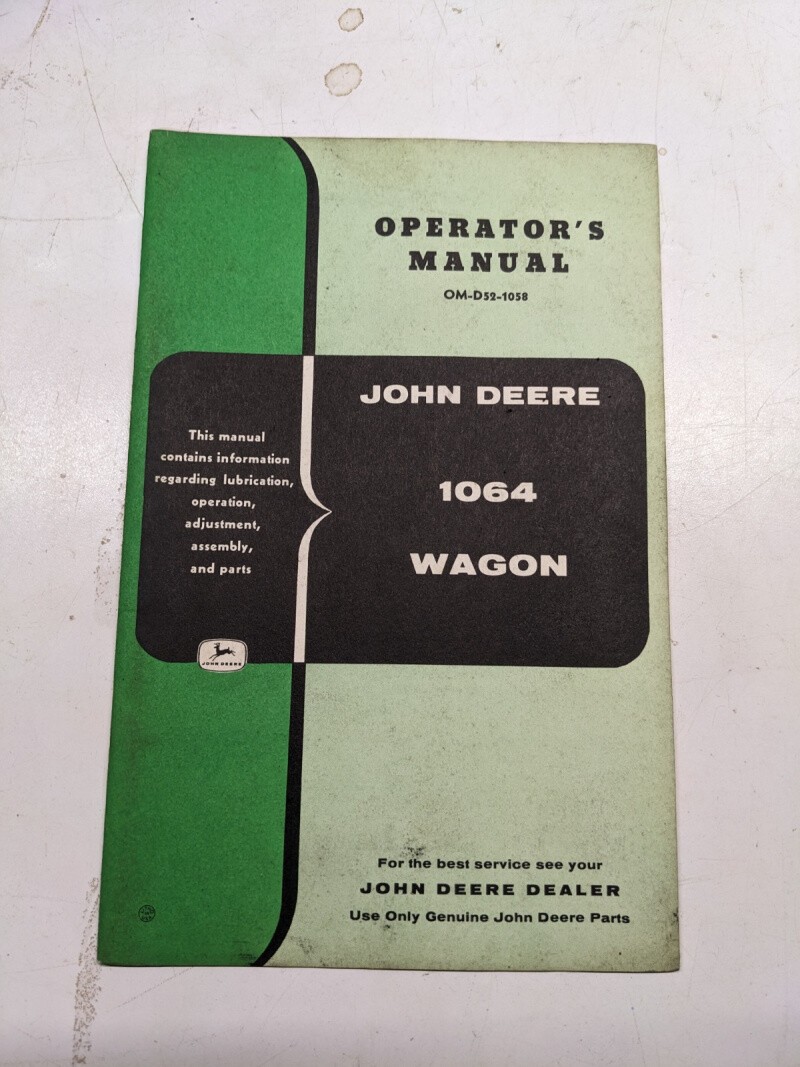 OPERATOR'S
MANUAL
OM-D52-1058
JOHN DEERE
1064
WAGON
This manual
contains information
regarding lubrication,
operation,
adjustment,
assembly,
and parts
JOHN DEERE
For the best service see your
JOHN DEERE DEALER
Use Only Genuine John Deere Parts